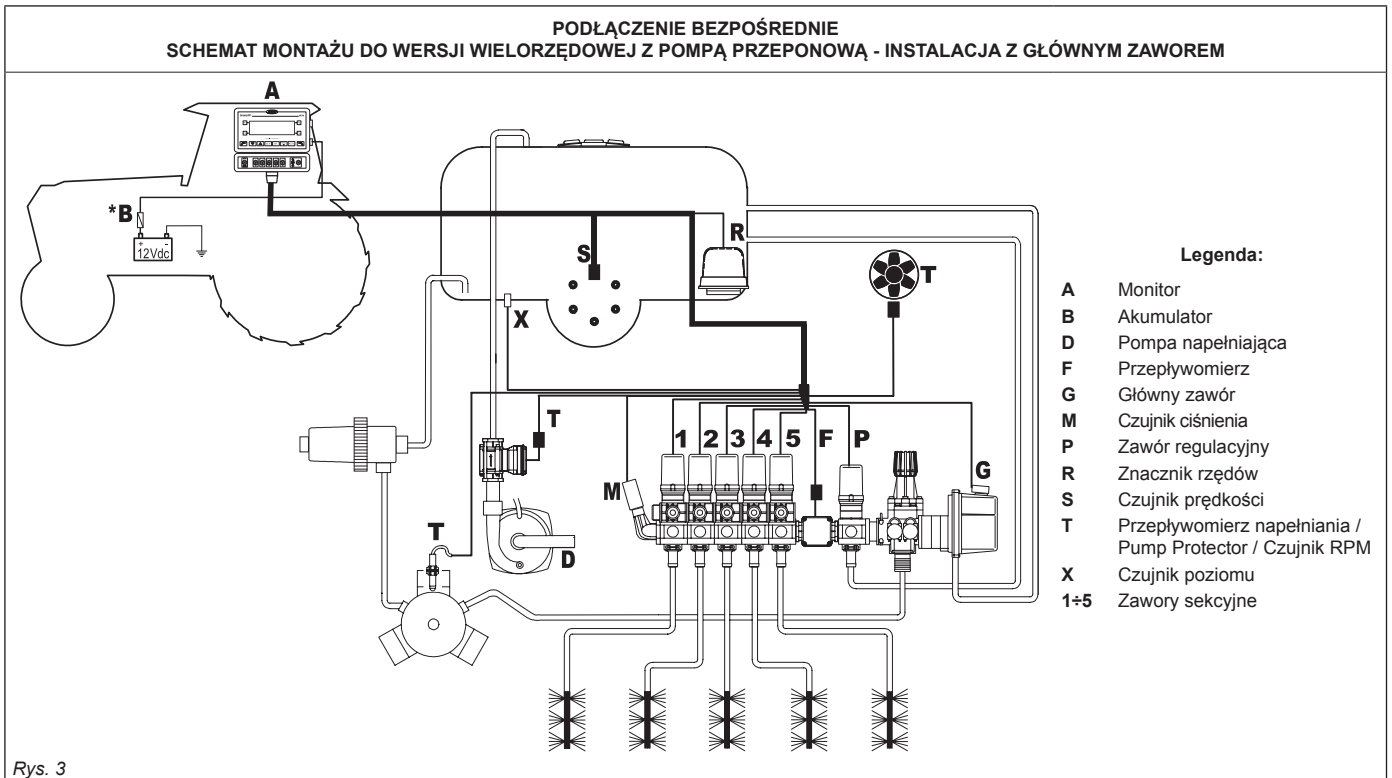 PODŁĄCZENIE BEZPOŚREDNIE
SCHEMAT MONTAŻU DO WERSJI WIELORZĘDOWEJ Z POMPĄ PRZEPONOWĄ - INSTALACJA Z GŁÓWNYM ZAWOREM
A
*B
+ -
12Vdc
S
R
T
X
T
1 2 3 4 5 F P
M
G
T
D
Legenda:
A Monitor
B Akumulator
D Pompa napełniająca
F Przepływomierz
G Główny zawór
M Czujnik ciśnienia
P Zawór regulacyjny
R Znacznik rzędów
S Czujnik prędkości
T Przepływomierz napełniania /
Pump Protector / Czujnik RPM
X Czujnik poziomu
1÷5 Zawory sekcyjne
Rys. 3